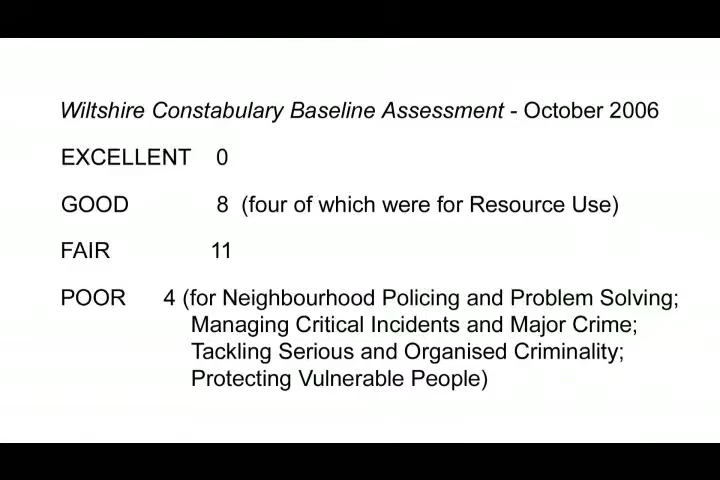 Wiltshire Constabulary Baseline Assessment - October 2006
EXCELLENT 0
GOOD 8 (four of which were for Resource Use)
FAIR 11
POOR 4 (for Neighbourhood Policing and Problem Solving;
Managing Critical Incidents and Major Crime;
Tackling Serious and Organised Criminality;
Protecting Vulnerable People)